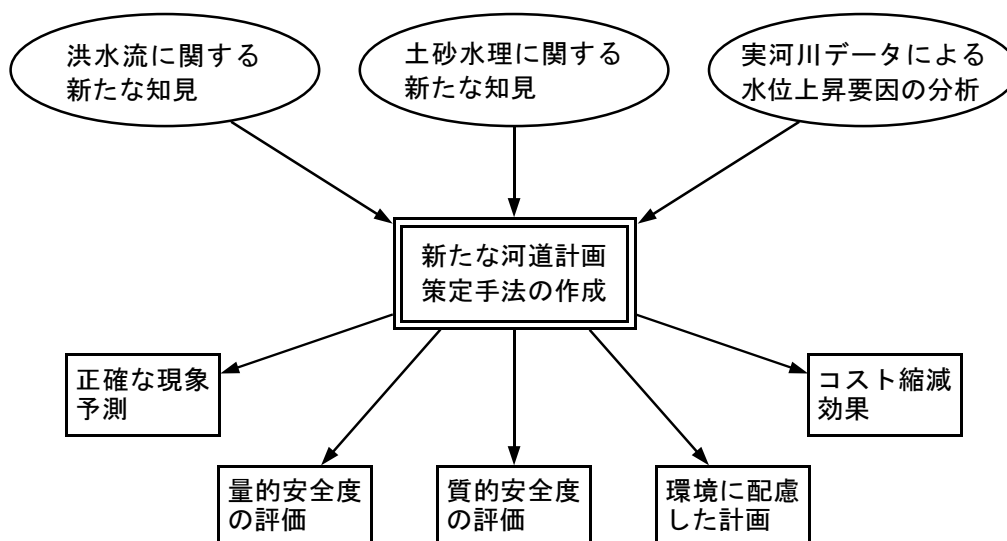 洪水流に関する
新たな知見
土砂水理に関する
新たな知見
実河川データによる
水位上昇要因の分析
新たな河道計画
策定手法の作成
正確な現象
予測
コスト縮減
効果
量的安全度
の評価
質的安全度
の評価
環境に配慮
した計画